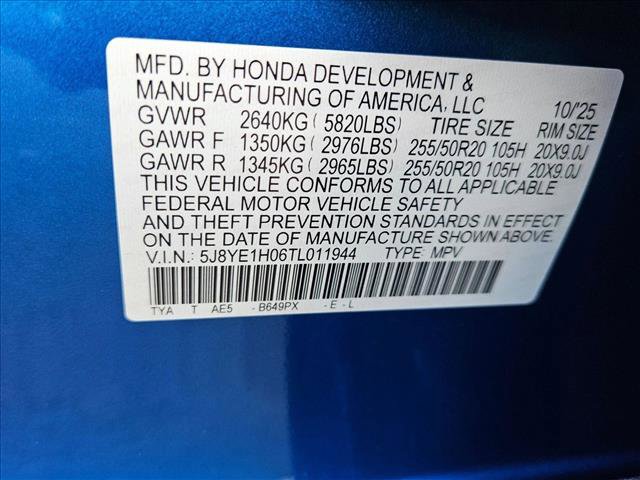 MFD. BY HONDA DEVELOPMENT &
MANUFACTURING OF AMERICA, LLC 10/'25
GVWR 2640KG (5820LBS) TIRE SIZE RIM SIZE
GAWR F 1350KG (2976LBS) 255/50R20 105H 20X9.0J
GAWR R 1345KG (2965LBS) 255/50R20 105H 20X9.0J
THIS VEHICLE CONFORMS TO ALL APPLICABLE
FEDERAL MOTOR VEHICLE SAFETY
AND THEFT PREVENTION STANDARDS IN EFFECT
ON THE DATE OF MANUFACTURE SHOWN ABOVE.
V.I.N.: 5J8YE1H06TL011944 TYPE: MPV
TYA T AE5 - B649PX - E - L